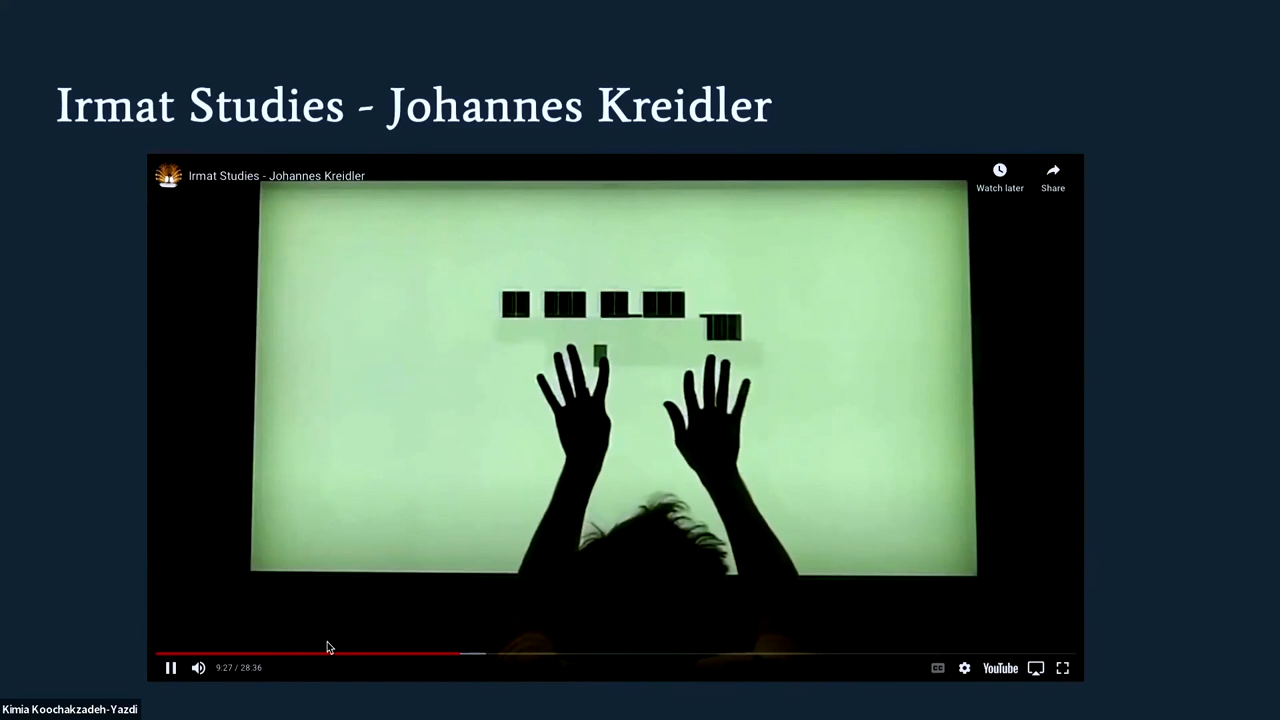 Irmat Studies - Johannes Kreidler
Irmat Studies - Johannes Kreidler
Watch later
Share
9:27 / 28:36
CC
YouTube
Kimia Koochakzadeh-Yazdi